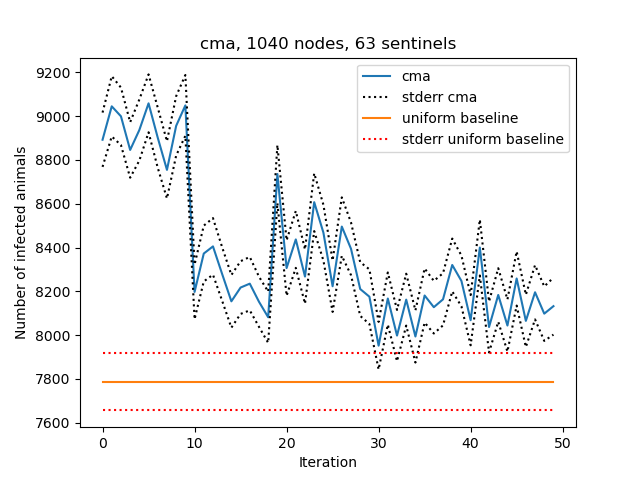 cma, 1040 nodes, 63 sentinels
cma
stderr cma
uniform baseline
stderr uniform baseline
Number of infected animals
9200
9000
8800
8600
8400
8200
8000
7800
7600
0 10 20 30 40 50
Iteration